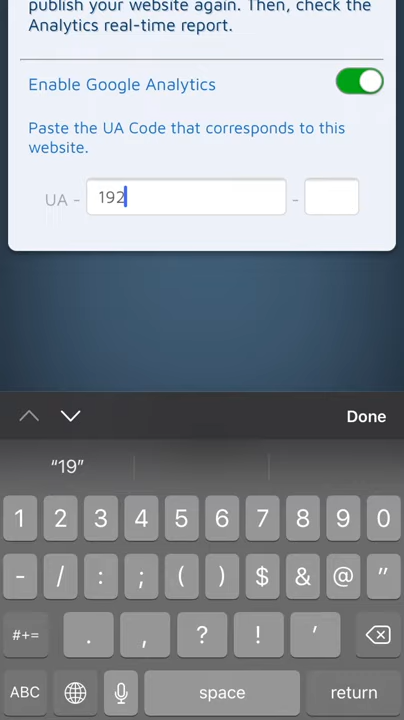 publish your website again. Then, check the
Analytics real-time report.
Enable Google Analytics
Paste the UA Code that corresponds to this
website.
UA - 192 -
Done
“19”
1 2 3 4 5 6 7 8 9 0
- / : ; ( ) $ & @ "
#+= . , ? ! '
ABC space return